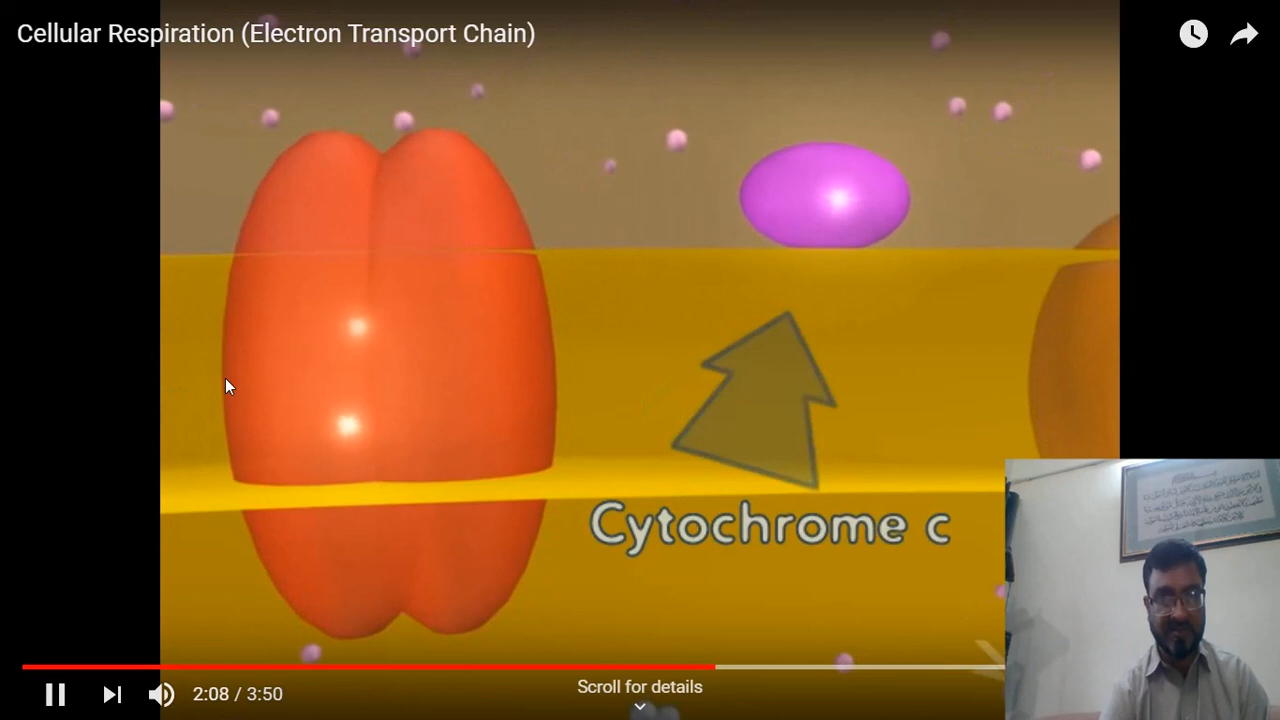 Cellular Respiration (Electron Transport Chain)
Cytochrome c
2:08 / 3:50
Scroll for details